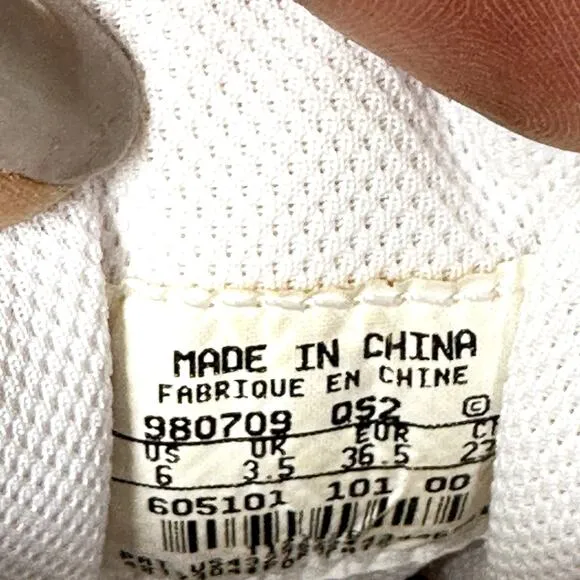 MADE IN CHINA
FABRIQUE EN CHINE
980709 QS2 ©
US UK EUR
6 3.5 36.5 23
605101 101 00